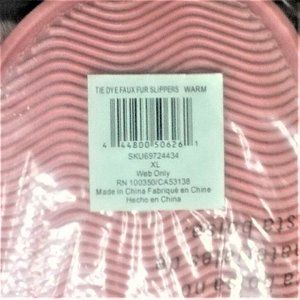 TIE DYE FAUX FUR SLIPPERS WARM
4 44800 50626 1
SKU69724434
XL
Web Only
RN 100350/CA53138
Made in China Fabriqué en Chine
Hecho en China